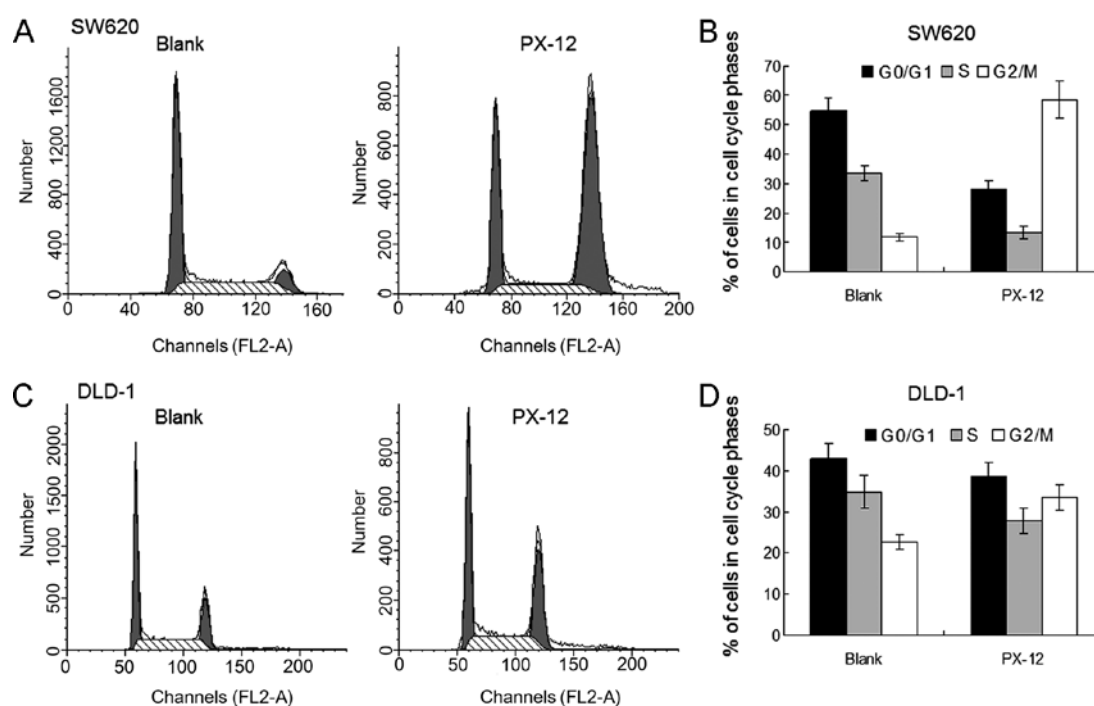 A
SW620
Blank
PX-12
Number
0 400 800 1200 1600
0 40 80 120 160
Channels (FL2-A)
Number
0 200 400 600 800
0 40 80 120 160 200
Channels (FL2-A)
B
SW620
G0/G1 S G2/M
% of cells in cell cycle phases
70
60
50
40
30
20
10
0
Blank PX-12
C
DLD-1
Blank
PX-12
Number
0 500 1000 1500 2000
0 50 100 150 200
Channels (FL2-A)
Number
0 200 400 600 800
0 50 100 150 200
Channels (FL2-A)
D
DLD-1
G0/G1 S G2/M
% of cells in cell cycle phases
50
40
30
20
10
0
Blank PX-12